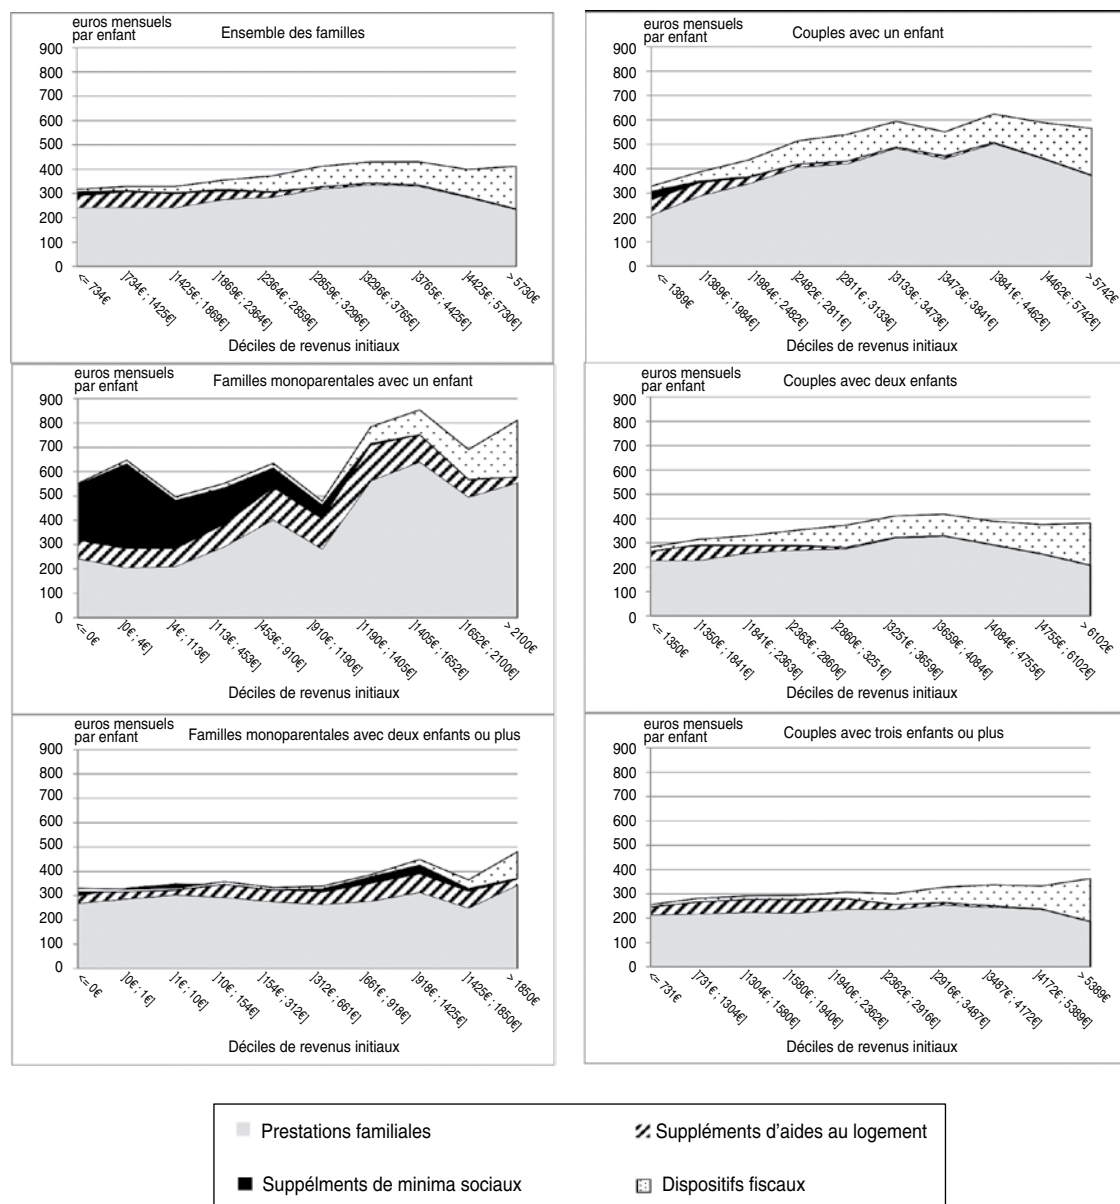 euros mensuels
par enfant
Ensemble des familles
900
800
700
600
500
400
300
200
100
0
<= 734€
]734€ ; 1425€]
]1425€ ; 1869€]
]1869€ ; 2364€]
]2364€ ; 2859€]
]2859€ ; 3296€]
]3296€ ; 3765€]
]3765€ ; 4425€]
]4425€ ; 5730€]
> 5730€
Déciles de revenus initiaux
euros mensuels
par enfant
Couples avec un enfant
900
800
700
600
500
400
300
200
100
0
<= 1389€
]1389€ ; 1984€]
]1984€ ; 2482€]
]2482€ ; 2811€]
]2811€ ; 3133€]
]3133€ ; 3473€]
]3473€ ; 3841€]
]3841€ ; 4462€]
]4462€ ; 5742€]
> 5742€
Déciles de revenus initiaux
euros mensuels
par enfant
Familles monoparentales avec un enfant
900
800
700
600
500
400
300
200
100
0
<= 0€
]0€ ; 4€]
]4€ ; 113€]
]113€ ; 453€]
]453€ ; 910€]
]910€ ; 1190€]
]1190€ ; 1405€]
]1405€ ; 1652€]
]1652€ ; 2100€]
> 2100€
Déciles de revenus initiaux
euros mensuels
par enfant
Couples avec deux enfants
900
800
700
600
500
400
300
200
100
0
<= 1350€
]1350€ ; 1841€]
]1841€ ; 2363€]
]2363€ ; 2860€]
]2860€ ; 3251€]
]3251€ ; 3659€]
]3659€ ; 4084€]
]4084€ ; 4755€]
]4755€ ; 6102€]
> 6102€
Déciles de revenus initiaux
euros mensuels
par enfant
Familles monoparentales avec deux enfants ou plus
900
800
700
600
500
400
300
200
100
0
<= 0€
]0€ ; 1€]
]1€ ; 10€]
]10€ ; 154€]
]154€ ; 312€]
]312€ ; 661€]
]661€ ; 918€]
]918€ ; 1425€]
]1425€ ; 1850€]
> 1850€
Déciles de revenus initiaux
euros mensuels
par enfant
Couples avec trois enfants ou plus
900
800
700
600
500
400
300
200
100
0
<= 731€
]731€ ; 1304€]
]1304€ ; 1580€]
]1580€ ; 1940€]
]1940€ ; 2362€]
]2362€ ; 2916€]
]2916€ ; 3487€]
]3487€ ; 4172€]
]4172€ ; 5389€]
> 5389€
Déciles de revenus initiaux
Prestations familiales
Suppléments d'aides au logement
Suppélments de minima sociaux
Dispositifs fiscaux